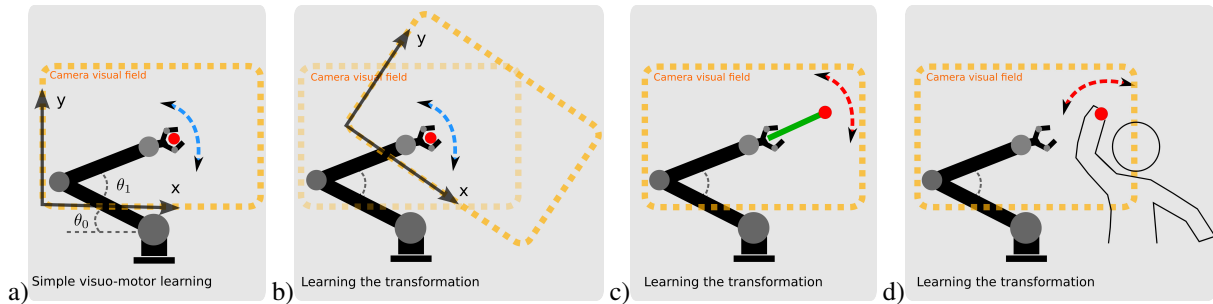 Camera visual field
y
x
θ1
θ0
a) Simple visuo-motor learning
Camera visual field
y
x
b) Learning the transformation
Camera visual field
c) Learning the transformation
Camera visual field
d) Learning the transformation